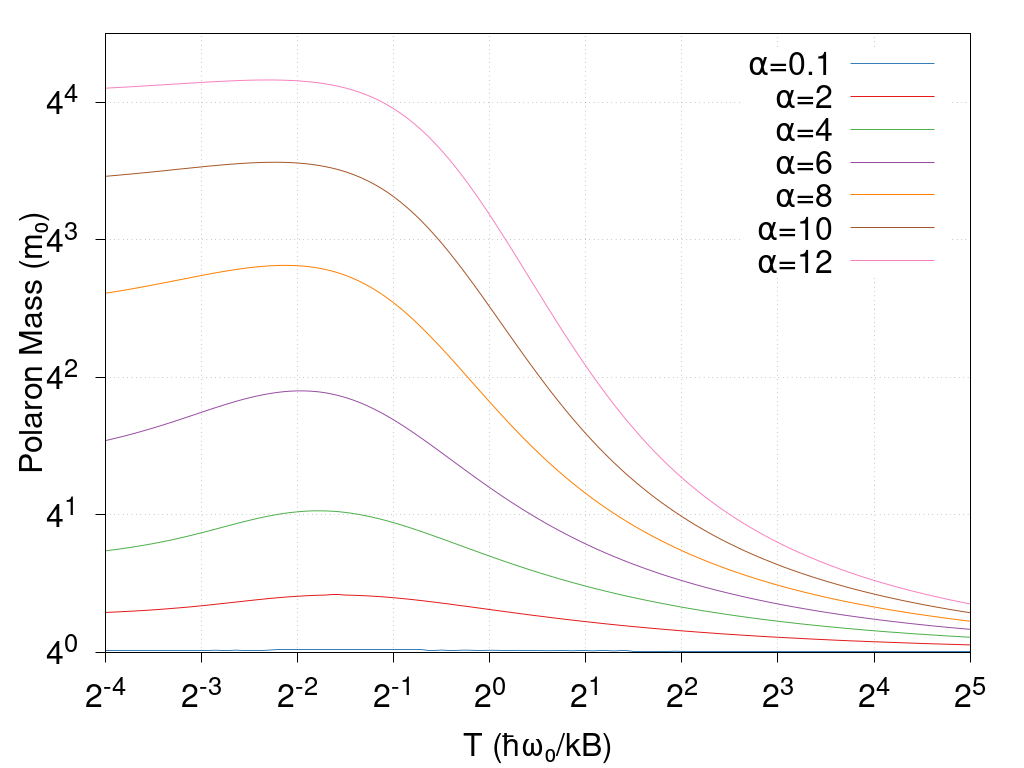 α=0.1
α=2
α=4
α=6
α=8
α=10
α=12
Polaron Mass (m₀)
4⁴
4³
4²
4¹
4⁰
2⁻⁴ 2⁻³ 2⁻² 2⁻¹ 2⁰ 2¹ 2² 2³ 2⁴ 2⁵
T (ħω₀/kB)